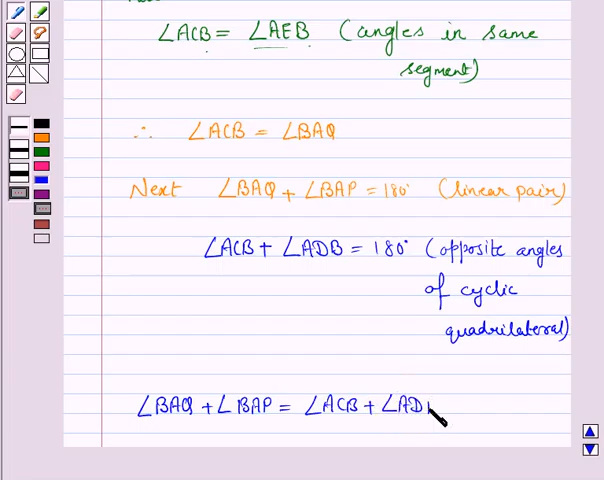 ∠ACB = ∠AEB (angles in same
segment)
∴ ∠ACB = ∠BAQ
Next ∠BAQ + ∠BAP = 180° (linear pair)
∠ACB + ∠ADB = 180° (opposite angles
of cyclic
quadrilateral)
∠BAQ + ∠BAP = ∠ACB + ∠AD